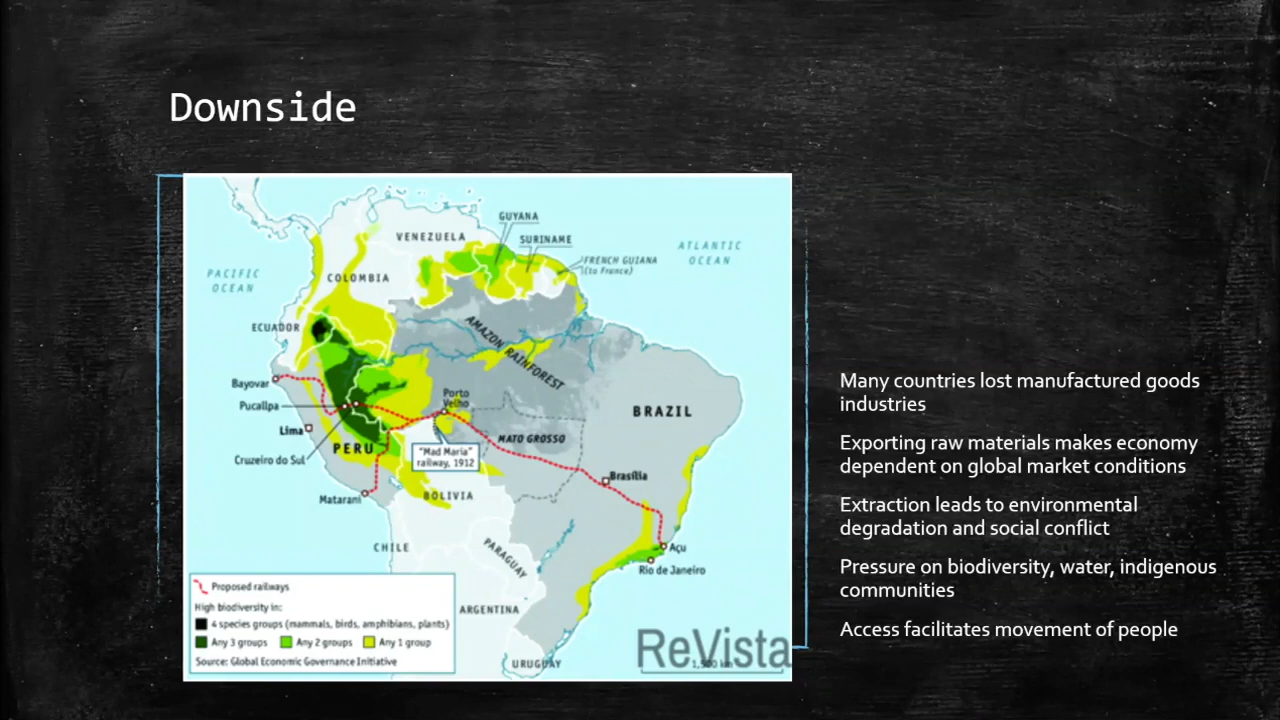 Downside
GUYANA
VENEZUELA
SURINAME
ATLANTIC
OCEAN
FRENCH GUIANA
(to France)
PACIFIC
OCEAN
COLOMBIA
ECUADOR
AMAZON RAINFOREST
Bayovar
Pucallpa
Porto
Velho
BRAZIL
Lima
PERU
MATO GROSSO
"Mad Maria"
railway, 1912
Cruzeiro do Sul
Brasília
Matarani
BOLIVIA
CHILE
PARAGUAY
Açu
Rio de Janeiro
ARGENTINA
URUGUAY
Proposed railways
High biodiversity in:
4 species groups (mammals, birds, amphibians, plants)
Any 3 groups Any 2 groups Any 1 group
Source: Global Economic Governance Initiative
ReVista
1,500 km
Many countries lost manufactured goods
industries
Exporting raw materials makes economy
dependent on global market conditions
Extraction leads to environmental
degradation and social conflict
Pressure on biodiversity, water, indigenous
communities
Access facilitates movement of people